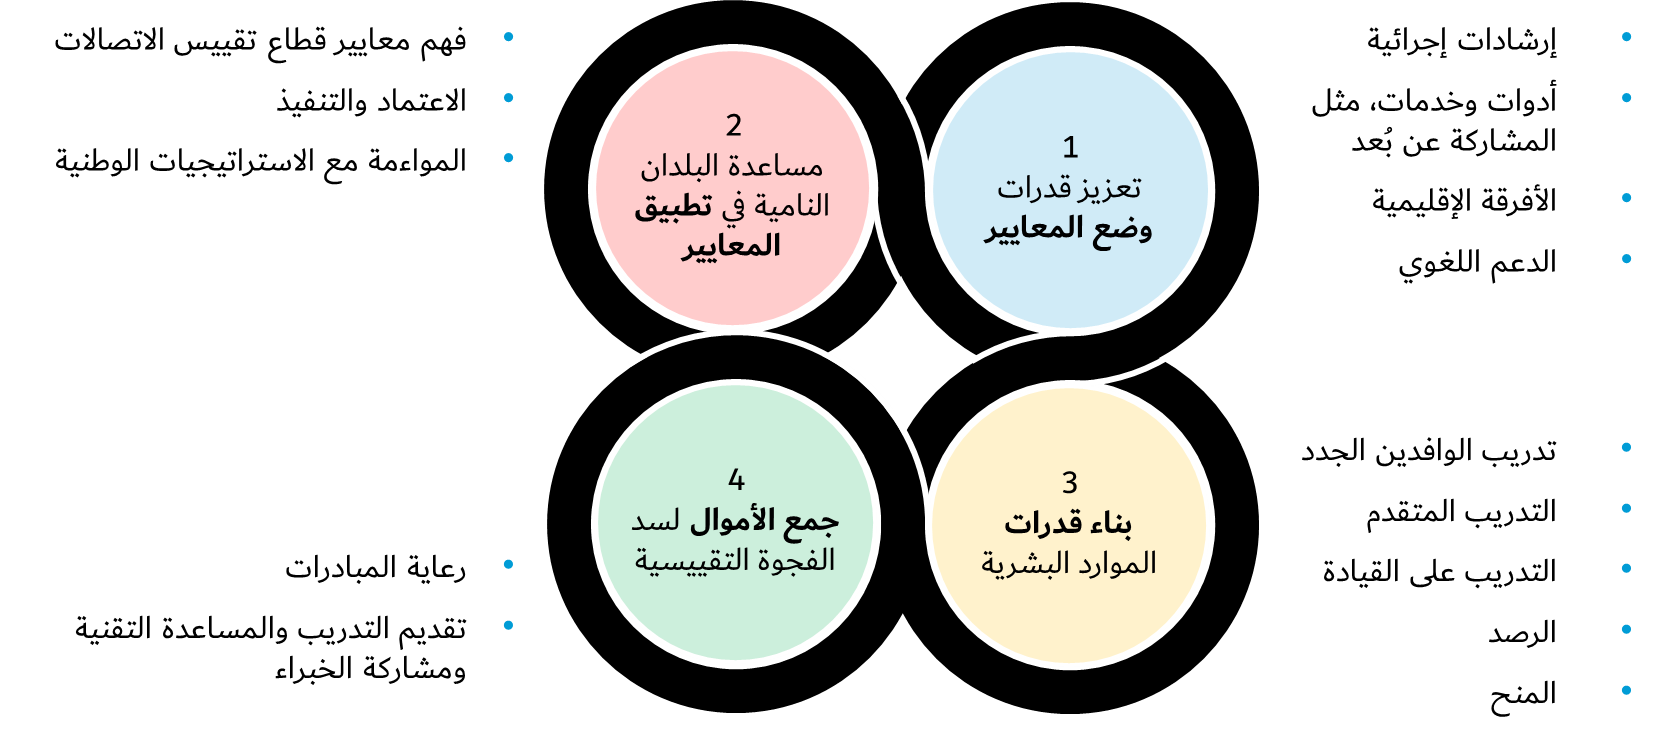 إرشادات إجرائية
أدوات وخدمات، مثل
المشاركة عن بُعد
الأفرقة الإقليمية
الدعم اللغوي
1
تعزيز قدرات
وضع المعايير
2
مساعدة البلدان
النامية في تطبيق
المعايير
فهم معايير قطاع تقييس الاتصالات
الاعتماد والتنفيذ
المواءمة مع الاستراتيجيات الوطنية
تدريب الوافدين الجدد
التدريب المتقدم
التدريب على القيادة
الرصد
المنح
3
بناء قدرات
الموارد البشرية
4
جمع الأموال لسد
الفجوة التقييسية
رعاية المبادرات
تقديم التدريب والمساعدة التقنية
ومشاركة الخبراء